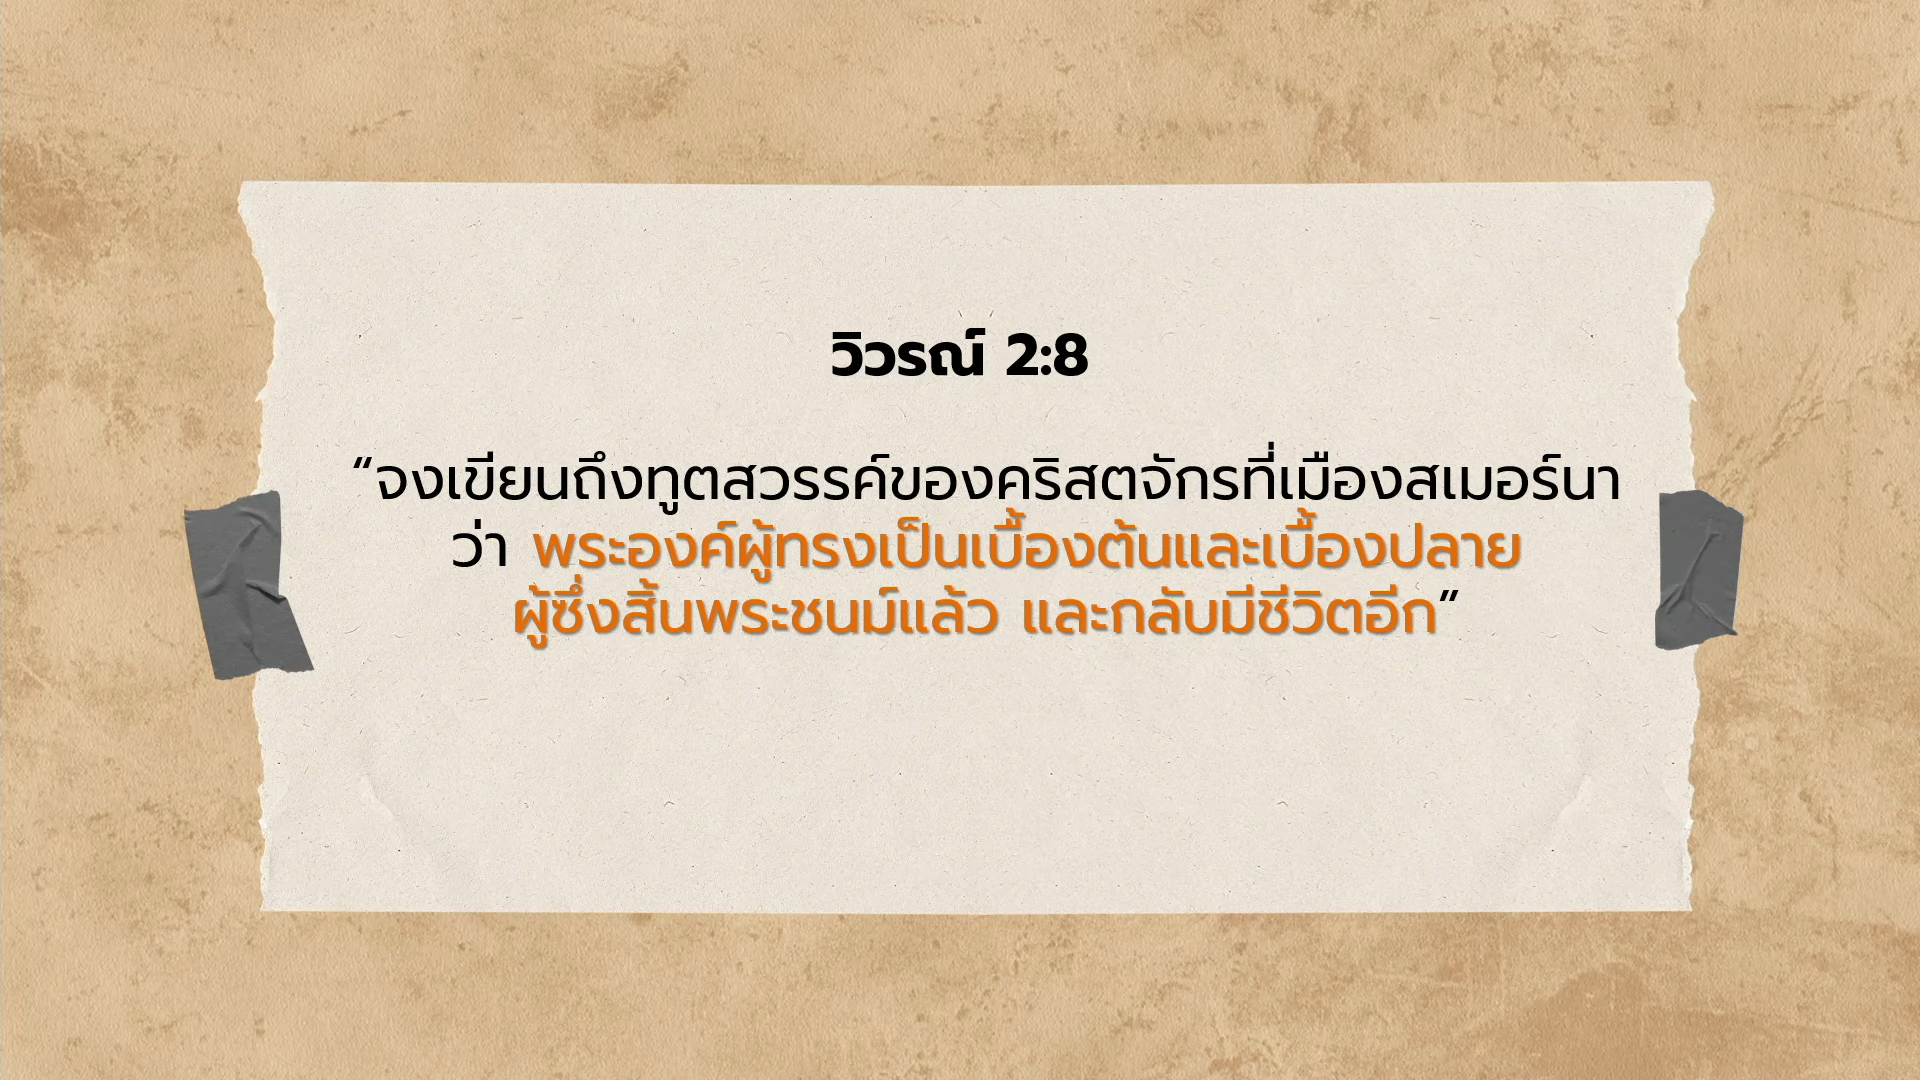 วิวรณ์ 2:8
“จงเขียนถึงทูตสวรรค์ของคริสตจักรที่เมืองสเมอร์นา
ว่า พระองค์ผู้ทรงเป็นเบื้องต้นและเบื้องปลาย
ผู้ซึ่งสิ้นพระชนม์แล้ว และกลับมีชีวิตอีก”